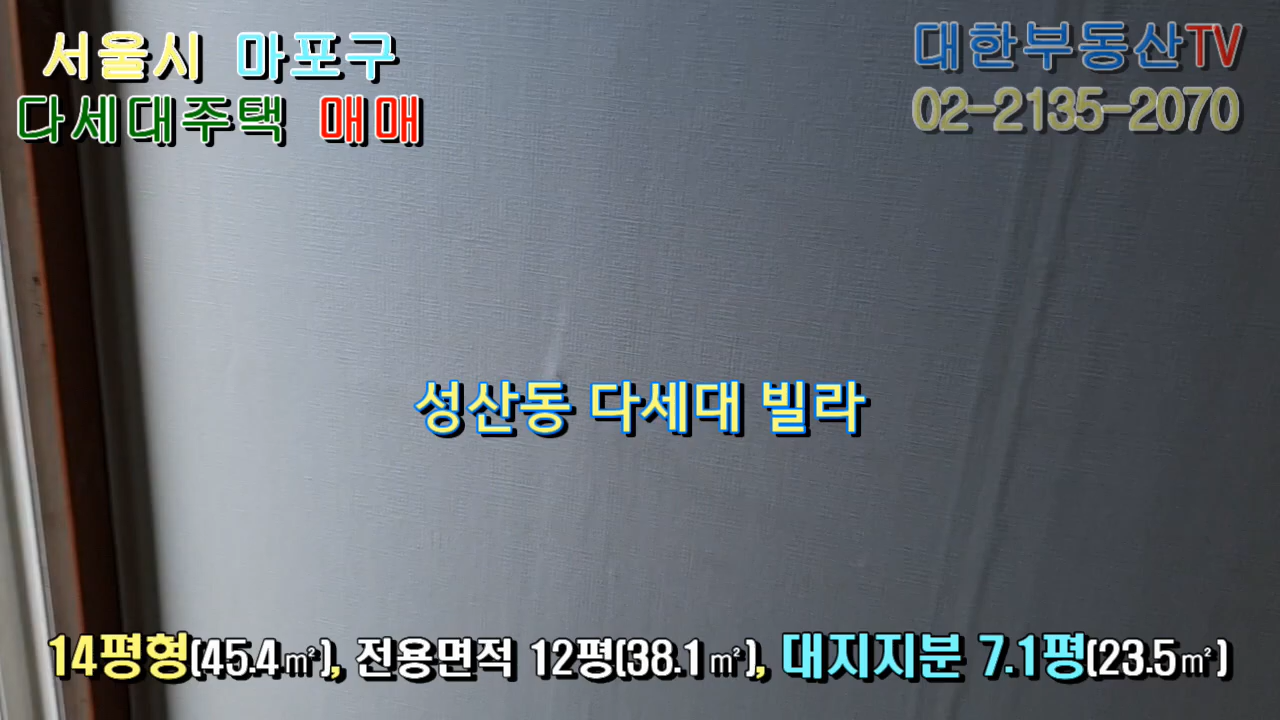 서울시 마포구
다세대주택 매매
대한부동산TV
02-2135-2070
성산동 다세대 빌라
14평형(45.4㎡), 전용면적 12평(38.1㎡), 대지지분 7.1평(23.5㎡)